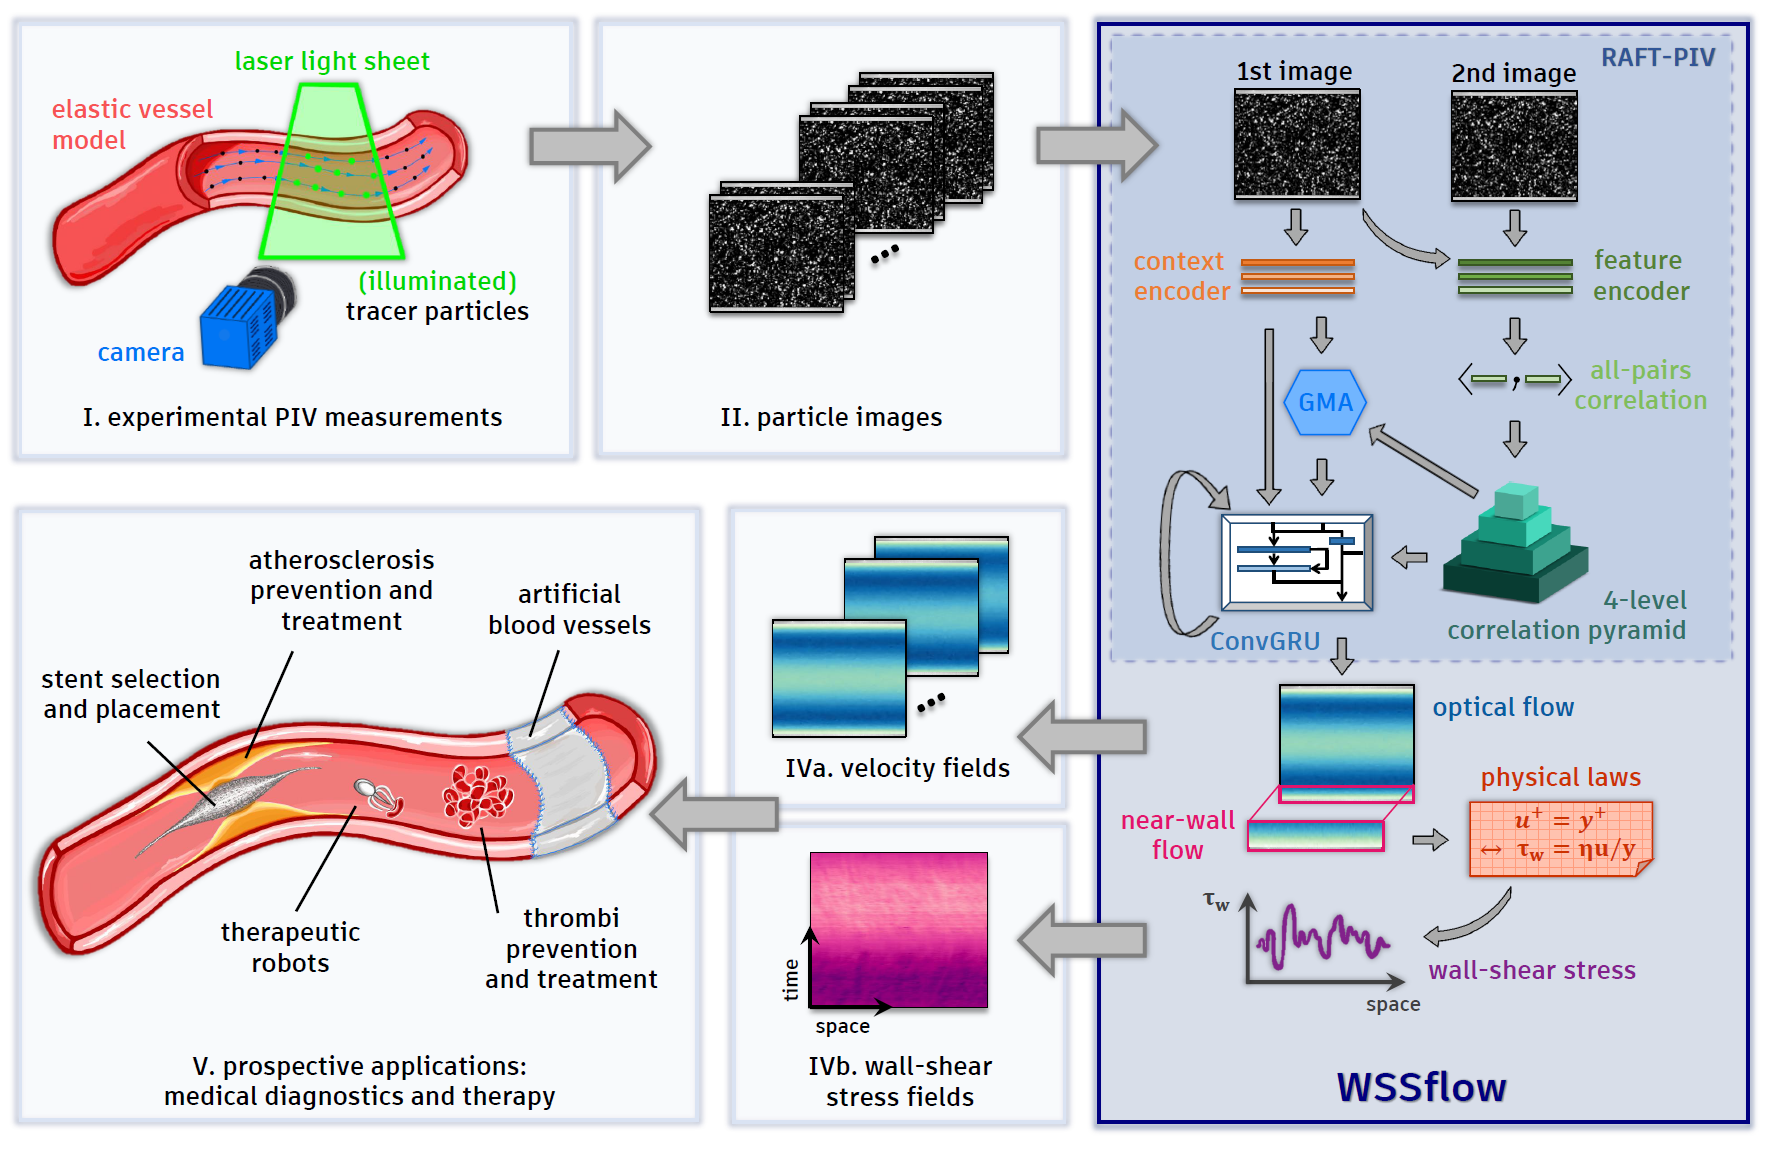 laser light sheet
elastic vessel
model
(illuminated)
tracer particles
camera
I. experimental PIV measurements
II. particle images
RAFT-PIV
1st image
2nd image
context
encoder
feature
encoder
GMA
all-pairs
correlation
ConvGRU
4-level
correlation pyramid
optical flow
near-wall
flow
physical laws
u⁺ = y⁺
↔ τw = ηu/y
τw
space
wall-shear stress
WSSflow
IVa. velocity fields
time
space
IVb. wall-shear
stress fields
atherosclerosis
prevention and
treatment
artificial
blood vessels
stent selection
and placement
therapeutic
robots
thrombi
prevention
and treatment
V. prospective applications:
medical diagnostics and therapy